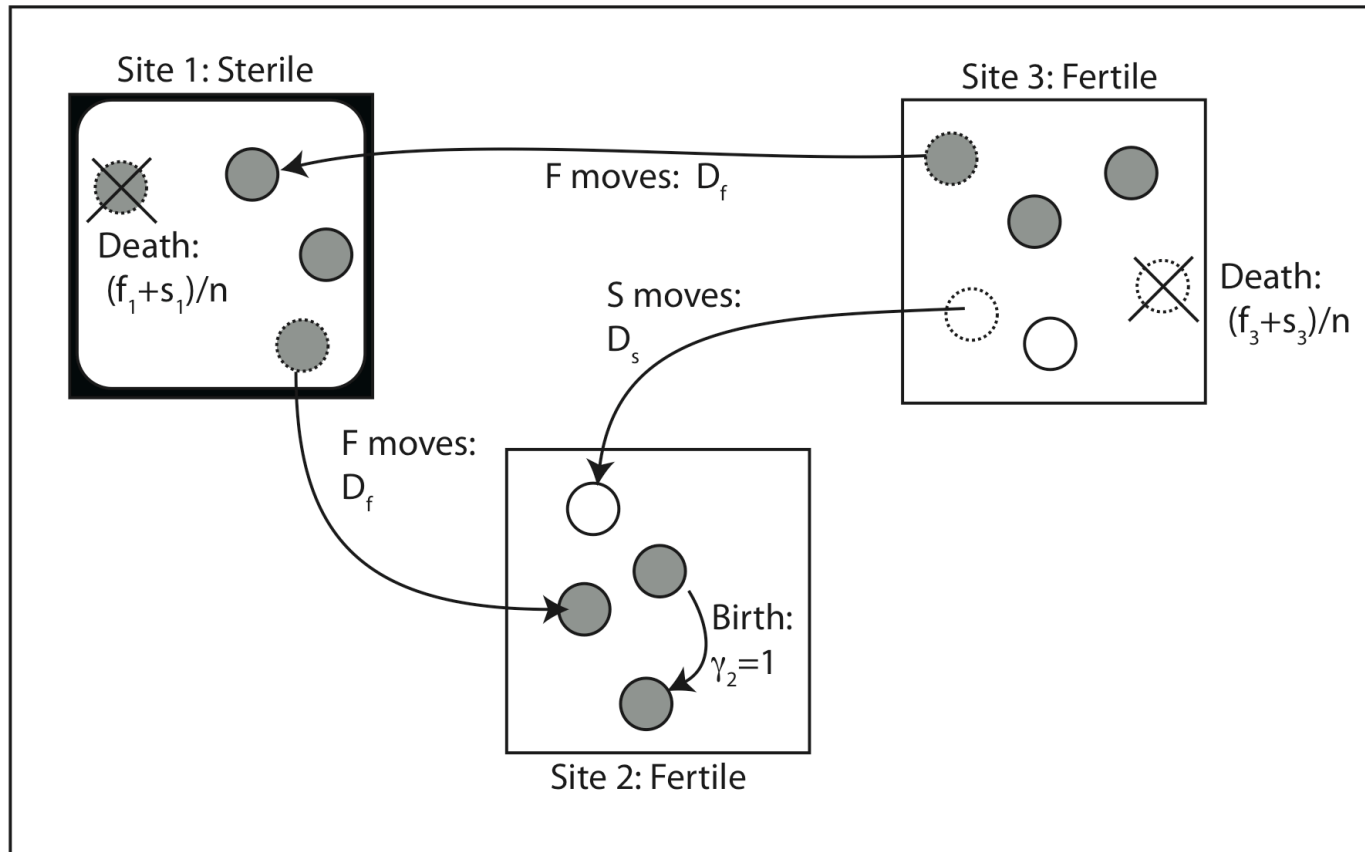 Site 1: Sterile
Site 3: Fertile
F moves: D_f
Death:
(f_1+s_1)/n
S moves:
D_s
Death:
(f_3+s_3)/n
F moves:
D_f
Birth:
γ_2=1
Site 2: Fertile